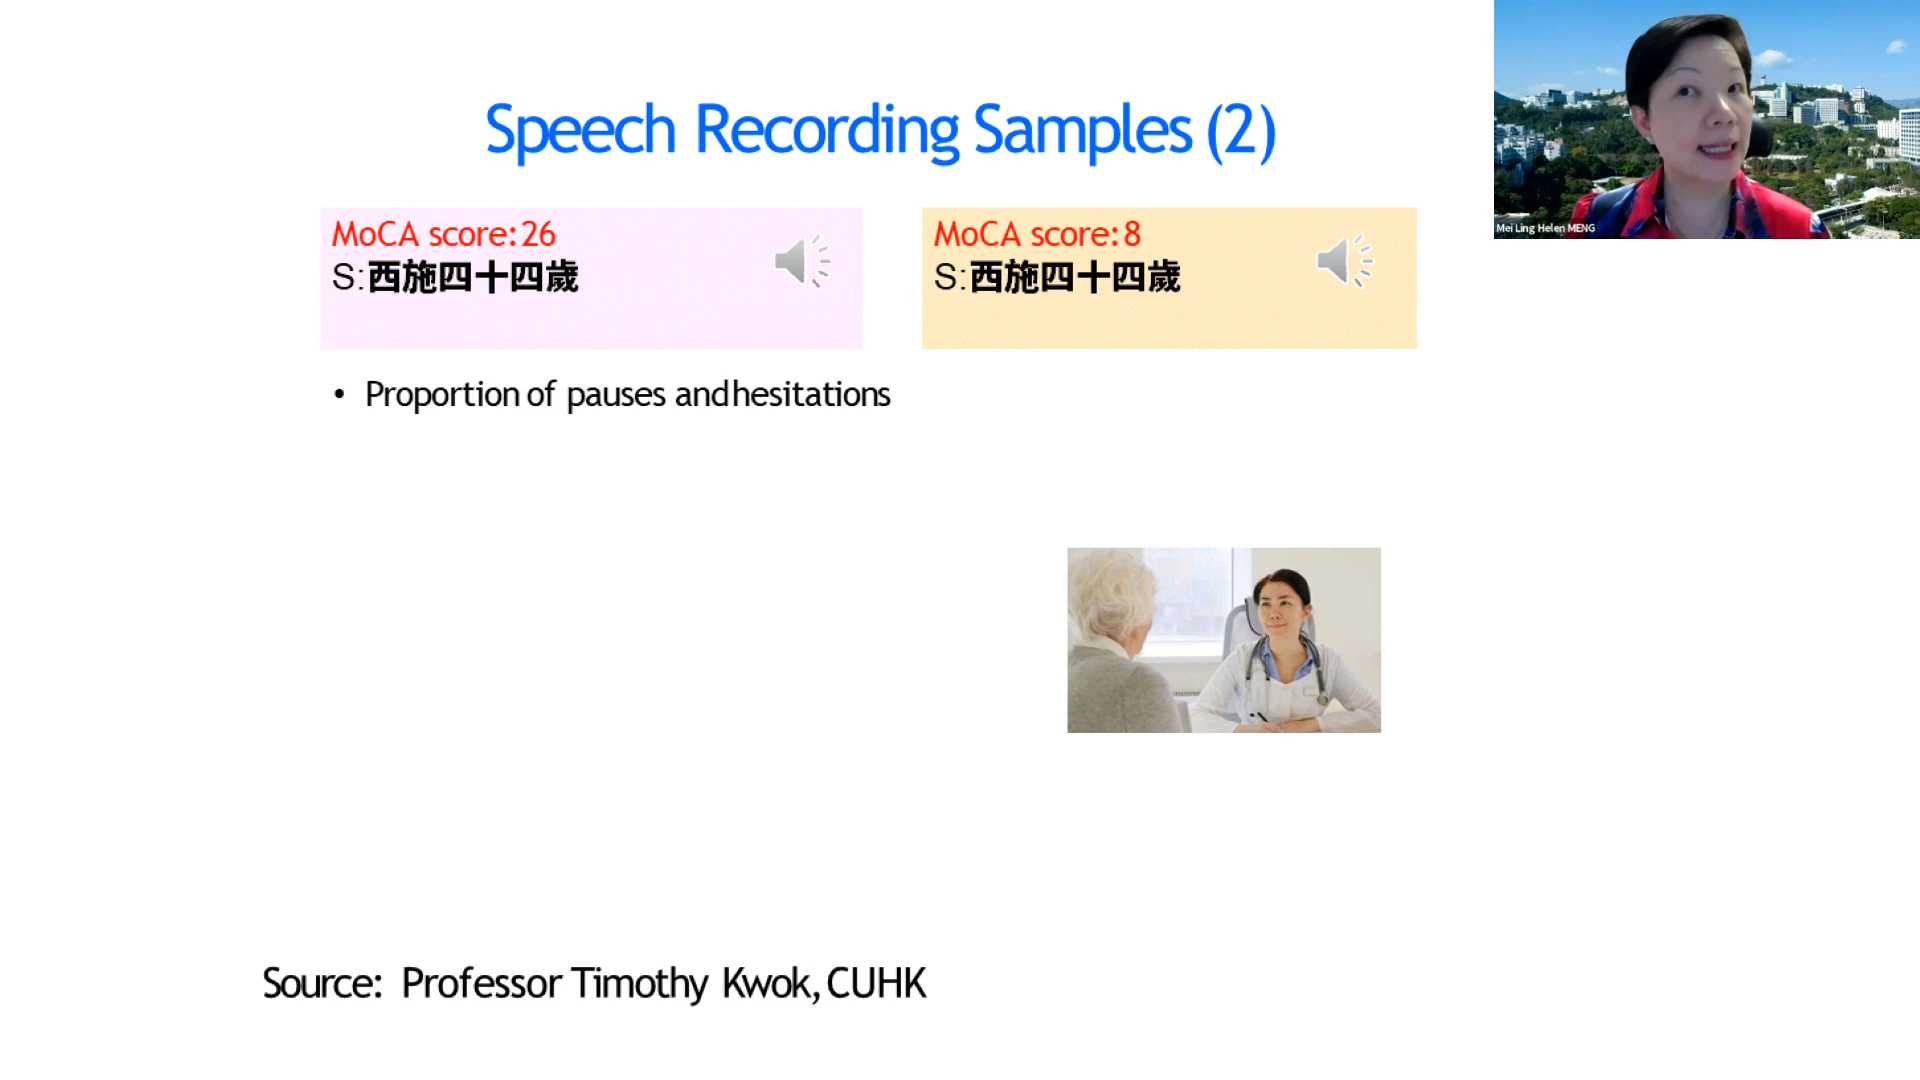 Speech Recording Samples (2)
MoCA score: 26
S:西施四十四歲
MoCA score: 8
S:西施四十四歲
• Proportion of pauses and hesitations
Source: Professor Timothy Kwok, CUHK
Mei Ling Helen MENG